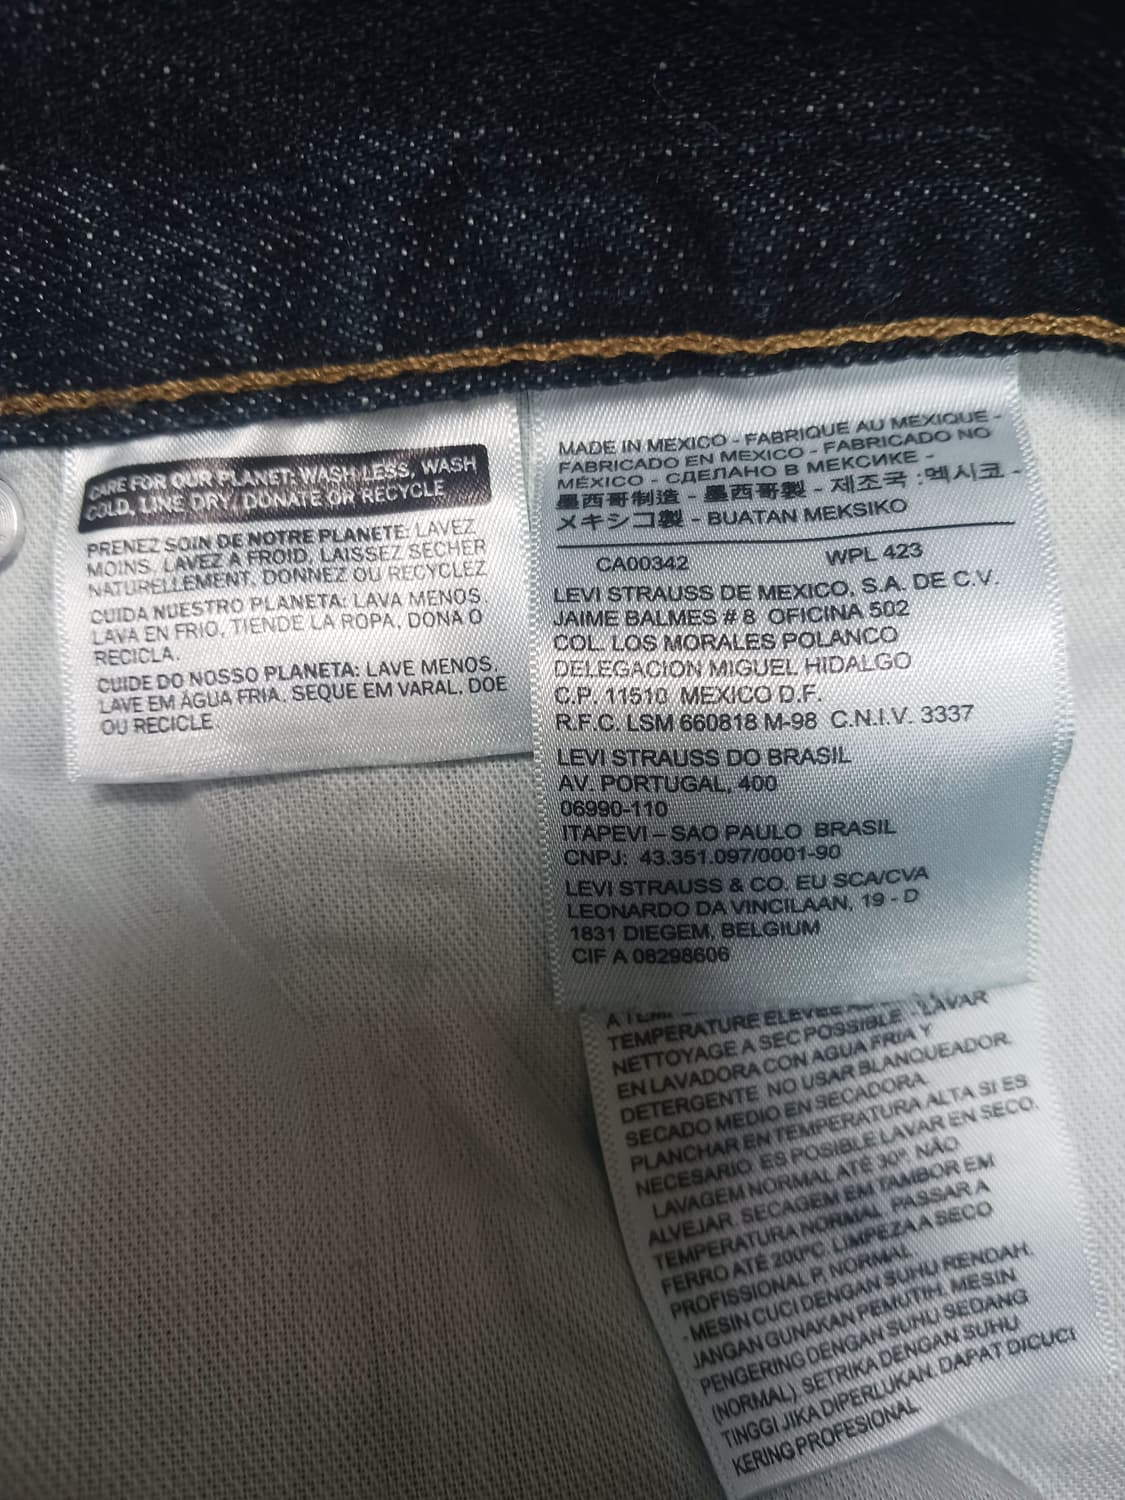 CARE FOR OUR PLANET: WASH LESS, WASH
COLD, LINE DRY, DONATE OR RECYCLE
PRENEZ SOIN DE NOTRE PLANETE: LAVEZ
MOINS, LAVEZ À FROID, LAISSEZ SÉCHER
NATURELLEMENT, DONNEZ OU RECYCLEZ
CUIDA NUESTRO PLANETA: LAVA MENOS,
LAVA EN FRIO, TIENDE LA ROPA, DONA O
RECICLA.
CUIDE DO NOSSO PLANETA: LAVE MENOS,
LAVE EM ÁGUA FRIA, SEQUE EM VARAL, DOE
OU RECICLE
MADE IN MEXICO - FABRIQUE AU MEXIQUE -
FABRICADO EN MEXICO - FABRICADO NO
MÉXICO - СДЕЛАНО В МЕКСИКЕ -
墨西哥制造 - 墨西哥製 - 제조국 :멕시코 -
メキシコ製 - BUATAN MEKSIKO
CA00342 WPL 423
LEVI STRAUSS DE MEXICO, S.A. DE C.V.
JAIME BALMES # 8 OFICINA 502
COL. LOS MORALES POLANCO
DELEGACION MIGUEL HIDALGO
C.P. 11510 MEXICO D.F.
R.F.C. LSM 660818 M-98 C.N.I.V. 3337
LEVI STRAUSS DO BRASIL
AV. PORTUGAL, 400
06990-110
ITAPEVI – SAO PAULO BRASIL
CNPJ: 43.351.097/0001-90
LEVI STRAUSS & CO. EU SCA/CVA
LEONARDO DA VINCILAAN, 19 - D
1831 DIEGEM, BELGIUM
CIF A 08298606
TEMPERATURE ELEVEE - LAVAR
NETTOYAGE A SEC POSSIBLE
EN LAVADORA CON AGUA FRIA Y
DETERGENTE. NO USAR BLANQUEADOR.
SECADO MEDIO EN SECADORA.
PLANCHAR EN TEMPERATURA ALTA SI ES
NECESARIO. ES POSIBLE LAVAR EN SECO.
LAVAGEM NORMAL ATÉ 30º. NÃO
ALVEJAR. SECAGEM EM TAMBOR EM
TEMPERATURA NORMAL. PASSAR A
FERRO ATÉ 200ºC. LIMPEZA A SECO
PROFISSIONAL P, NORMAL.
- MESIN CUCI DENGAN SUHU RENDAH.
JANGAN GUNAKAN PEMUTIH. MESIN
PENGERING DENGAN SUHU SEDANG
(NORMAL). SETRIKA DENGAN SUHU
TINGGI JIKA DIPERLUKAN. DAPAT DICUCI
KERING PROFESIONAL